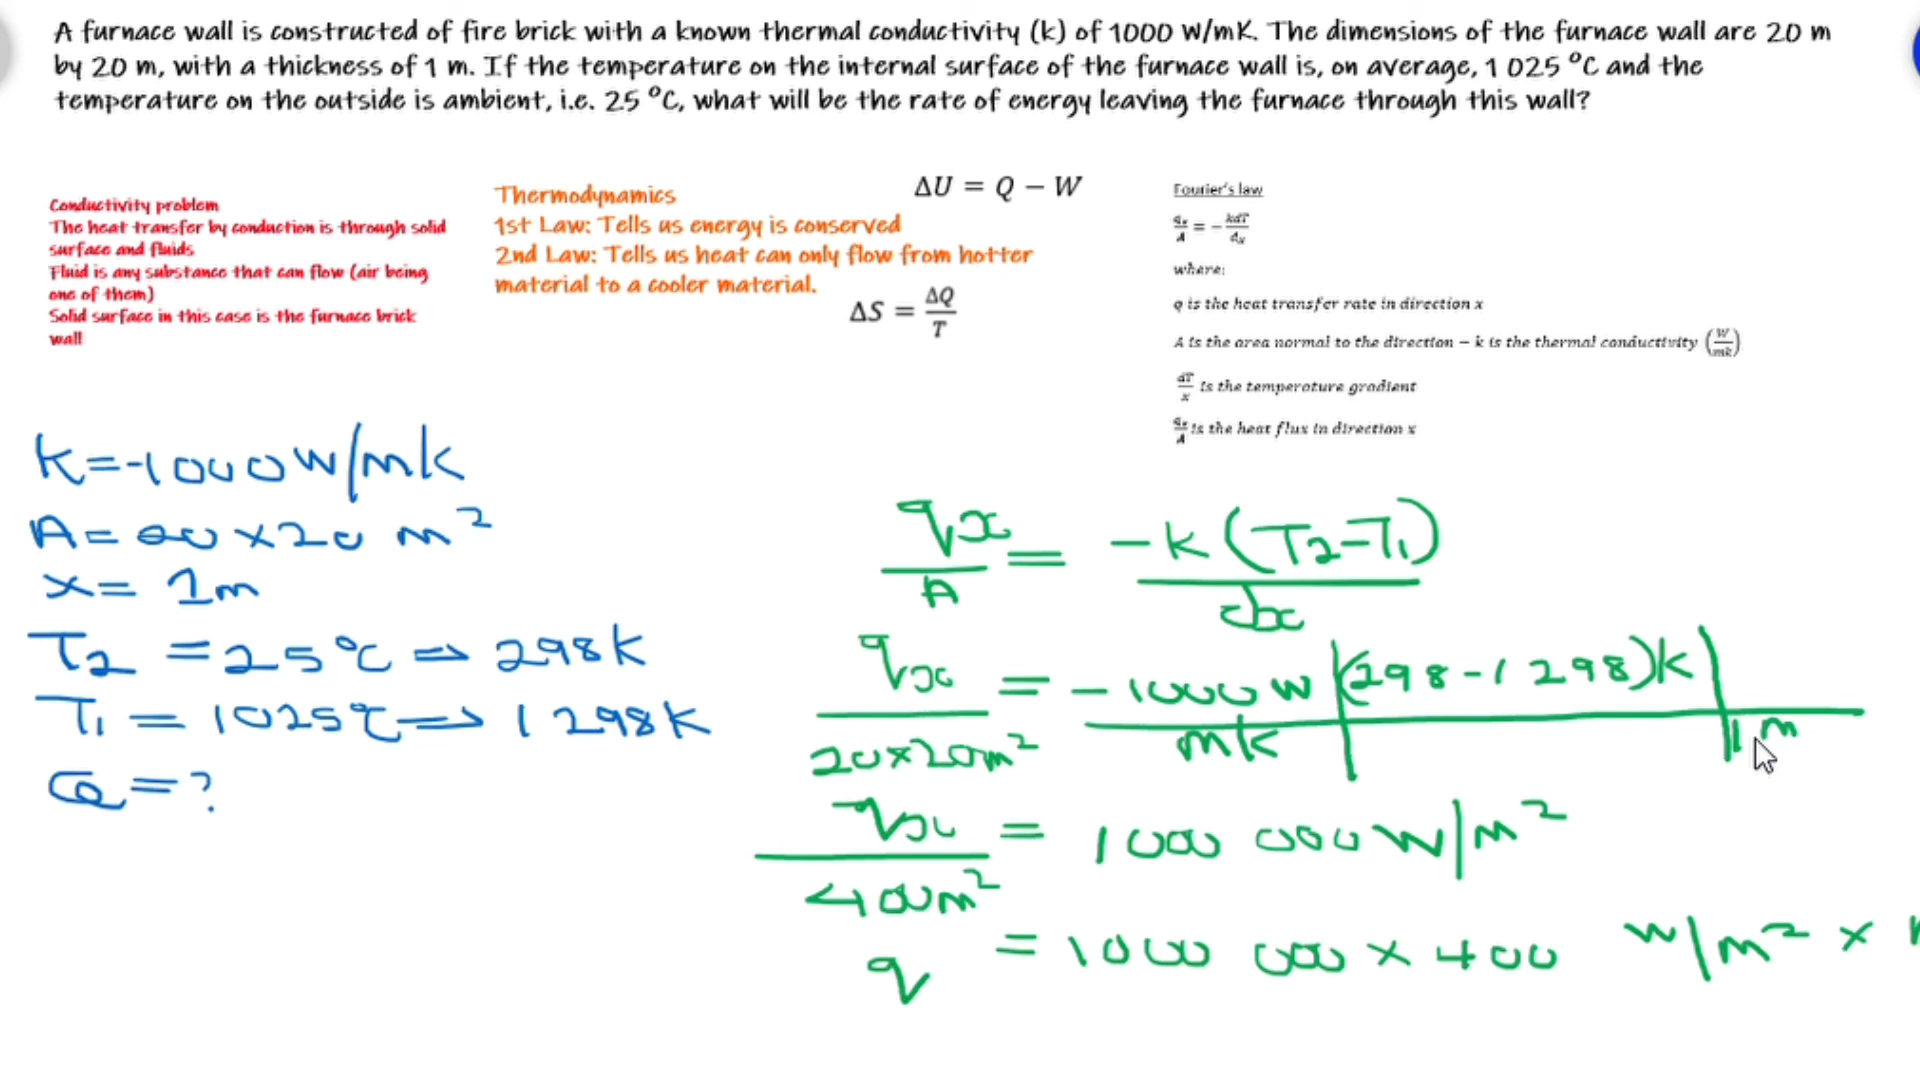 A furnace wall is constructed of fire brick with a known thermal conductivity (k) of 1000 W/mK. The dimensions of the furnace wall are 20 m
by 20 m, with a thickness of 1 m. If the temperature on the internal surface of the furnace wall is, on average, 1 025 °C and the
temperature on the outside is ambient, i.e. 25 °C, what will be the rate of energy leaving the furnace through this wall?
Conductivity problem
The heat transfer by conduction is through solid
surface and fluids
Fluid is any substance that can flow (air being
one of them)
Solid surface in this case is the furnace brick
wall
Thermodynamics
1st Law: Tells us energy is conserved
2nd Law: Tells us heat can only flow from hotter
material to a cooler material.
ΔU = Q − W
ΔS = ΔQ/T
Fourier's law
qx/A = − kdT/dx
where:
q is the heat transfer rate in direction x
A is the area normal to the direction − k is the thermal conductivity (W/mk)
dT/x is the temperature gradient
qx/A is the heat flux in direction x
K=-1000W/mk
A= 20 x 20 m²
x= 1m
T2 = 25°C ⇒ 298K
T1 = 1025°C ⇒ 1298K
Q = ?
qx/A = -k(T2-T1)/dx
qx/20x20m² = -1000W/mk | (298-1298)k | 1m
qx/400m² = 1000 000 W/m²
q = 1000 000 x 400 W/m² x